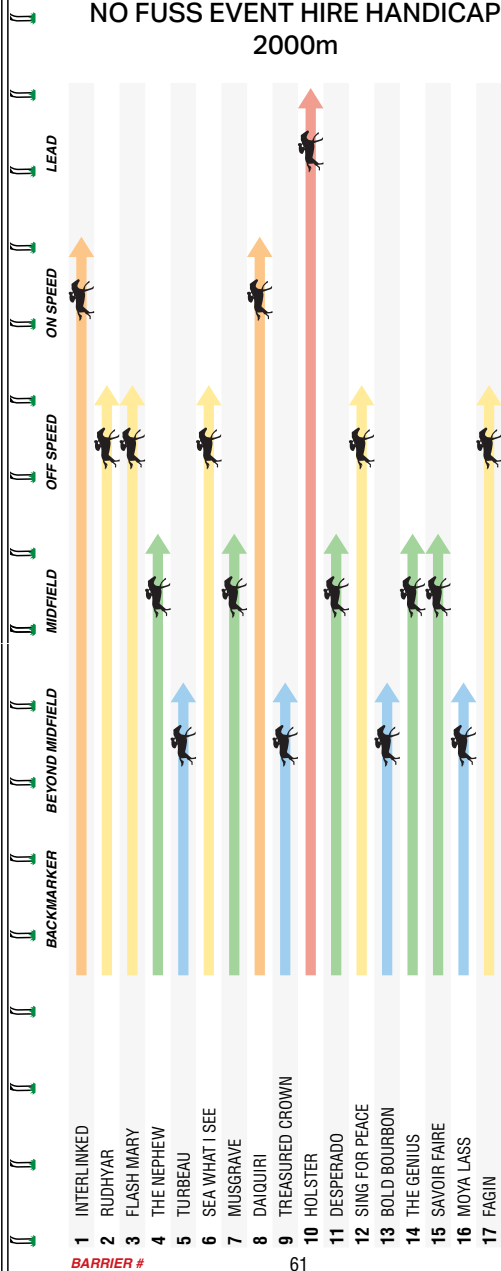 NO FUSS EVENT HIRE HANDICAP
2000m
LEAD
ON SPEED
OFF SPEED
MIDFIELD
BEYOND MIDFIELD
BACKMARKER
1 INTERLINKED
2 RUDHYAR
3 FLASH MARY
4 THE NEPHEW
5 TURBEAU
6 SEA WHAT I SEE
7 MUSGRAVE
8 DAIQUIRI
9 TREASURED CROWN
10 HOLSTER
11 DESPERADO
12 SING FOR PEACE
13 BOLD BOURBON
14 THE GENIUS
15 SAVOIR FAIRE
16 MOYA LASS
17 FAGIN
BARRIER #
61